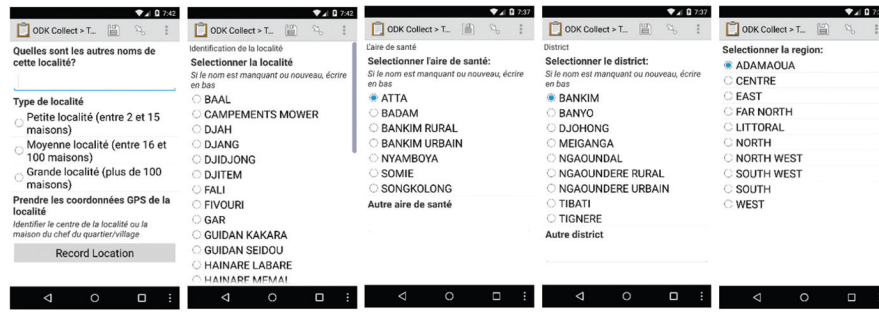 7:42
ODK Collect > T...
Quelles sont les autres noms de
cette localité?
Type de localité
Petite localité (entre 2 et 15
maisons)
Moyenne localité (entre 16 et
100 maisons)
Grande localité (plus de 100
maisons)
Prendre les coordonnées GPS de la
localité
Identifier le centre de la localité ou la
maison du chef du quartier/village
Record Location
7:42
ODK Collect > T...
Identification de la localité
Selectionner la localité
Si le nom est manquant ou nouveau, écrire
en bas
BAAL
CAMPEMENTS MOWER
DJAH
DJANG
DJIDJONG
DJITEM
FALI
FIVOURI
GAR
GUIDAN KAKARA
GUIDAN SEIDOU
HAINARE LABARE
HAINARE MEMAL
7:37
ODK Collect > T...
L'aire de santé
Selectionner l'aire de santé:
Si le nom est manquant ou nouveau, écrire
en bas
ATTA
BADAM
BANKIM RURAL
BANKIM URBAIN
NYAMBOYA
SOMIE
SONGKOLONG
Autre aire de santé
7:37
ODK Collect > T...
District
Selectionner le district:
Si le nom est manquant ou nouveau, écrire
en bas
BANKIM
BANYO
DJOHONG
MEIGANGA
NGAOUNDAL
NGAOUNDERE RURAL
NGAOUNDERE URBAIN
TIBATI
TIGNERE
Autre district
7:3
ODK Collect > T...
Selectionner la region:
ADAMAOUA
CENTRE
EAST
FAR NORTH
LITTORAL
NORTH
NORTH WEST
SOUTH WEST
SOUTH
WEST